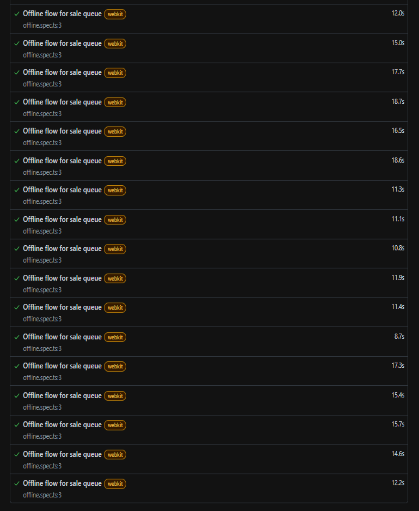 Offline flow for sale queue webkit 12.0s
offline.spec.ts:3
Offline flow for sale queue webkit 15.0s
offline.spec.ts:3
Offline flow for sale queue webkit 17.7s
offline.spec.ts:3
Offline flow for sale queue webkit 18.7s
offline.spec.ts:3
Offline flow for sale queue webkit 16.5s
offline.spec.ts:3
Offline flow for sale queue webkit 18.6s
offline.spec.ts:3
Offline flow for sale queue webkit 11.3s
offline.spec.ts:3
Offline flow for sale queue webkit 11.1s
offline.spec.ts:3
Offline flow for sale queue webkit 10.8s
offline.spec.ts:3
Offline flow for sale queue webkit 11.9s
offline.spec.ts:3
Offline flow for sale queue webkit 11.4s
offline.spec.ts:3
Offline flow for sale queue webkit 8.7s
offline.spec.ts:3
Offline flow for sale queue webkit 17.3s
offline.spec.ts:3
Offline flow for sale queue webkit 15.4s
offline.spec.ts:3
Offline flow for sale queue webkit 15.7s
offline.spec.ts:3
Offline flow for sale queue webkit 14.6s
offline.spec.ts:3
Offline flow for sale queue webkit 12.2s
offline.spec.ts:3